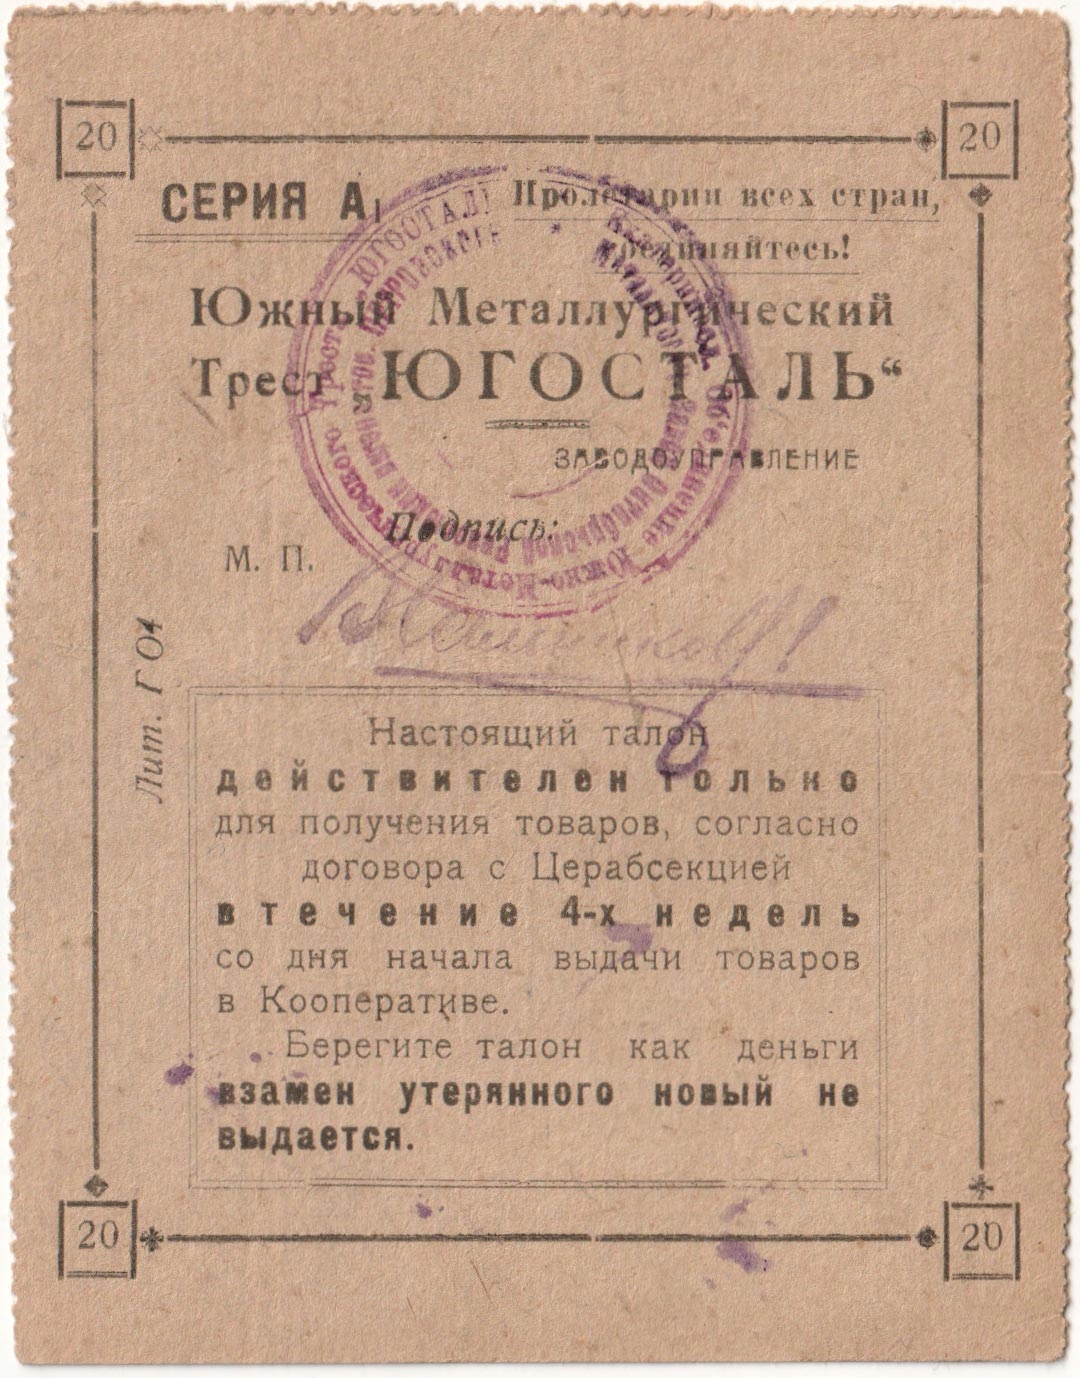 20
20
СЕРИЯ А₁
Пролетарии всех стран,
соединяйтесь!
Южный Металлургический
Трест „ЮГОСТАЛЬ“
ЗАВОДОУПРАВЛЕНИЕ
Подпись:
М. П.
Лит. ГО4
Настоящий талон
действителен только
для получения товаров, согласно
договора с Церабсекцией
в течение 4-х недель
со дня начала выдачи товаров
в Кооперативе.
Берегите талон как деньги
взамен утерянного новый не
выдается.
20
20